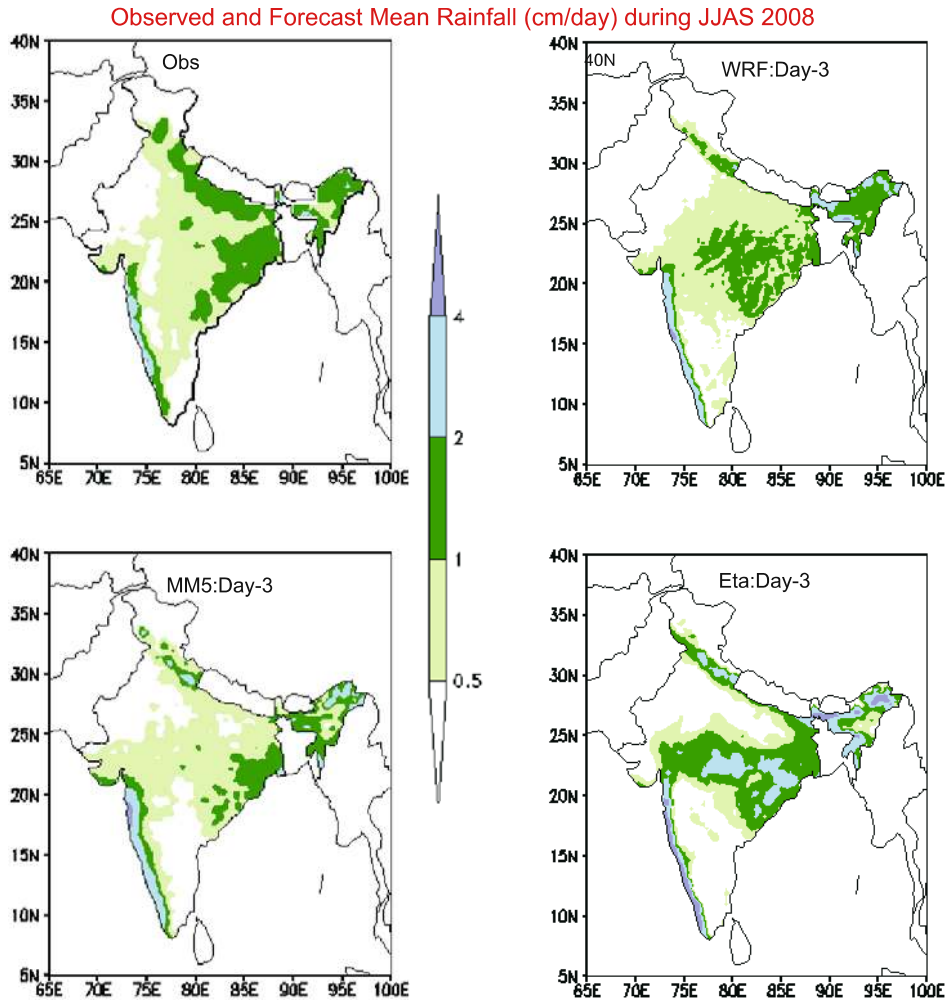 Observed and Forecast Mean Rainfall (cm/day) during JJAS 2008
40N
Obs
35N
30N
25N
20N
15N
10N
5N
65E 70E 75E 80E 85E 90E 95E 100E
40N
40N
WRF:Day-3
35N
30N
25N
20N
15N
10N
5N
65E 70E 75E 80E 85E 90E 95E 100E
4
2
1
0.5
40N
MM5:Day-3
35N
30N
25N
20N
15N
10N
5N
65E 70E 75E 80E 85E 90E 95E 100E
40N
Eta:Day-3
35N
30N
25N
20N
15N
10N
5N
65E 70E 75E 80E 85E 90E 95E 100E